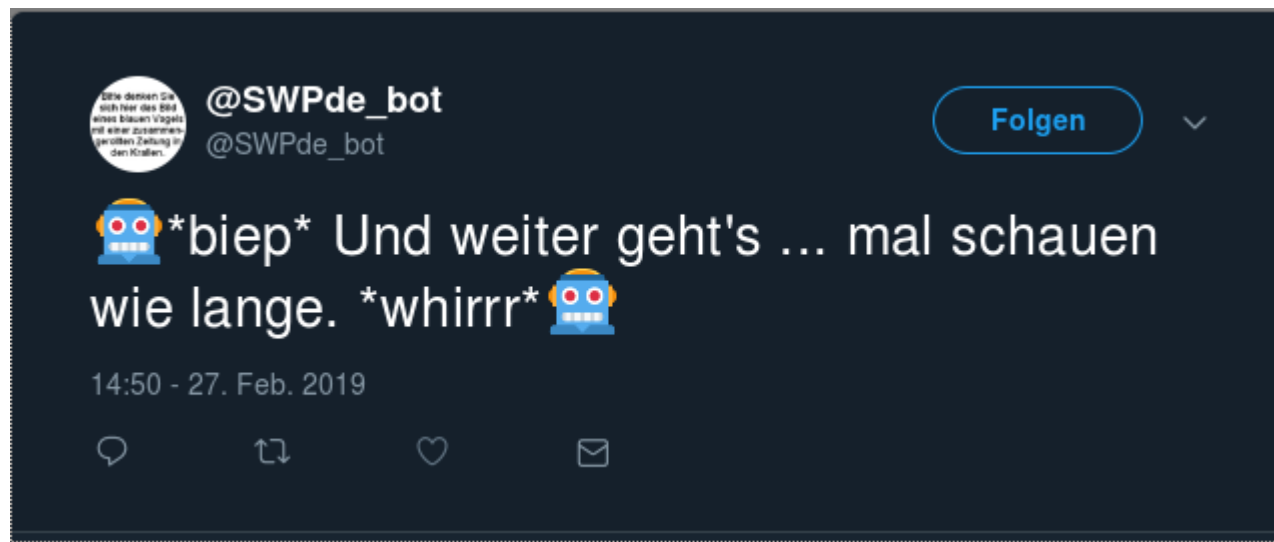 Bitte denken Sie
sich hier das Bild
eines blauen Vogels
mit einer zusammen-
gerollten Zeitung in
den Krallen.
@SWPde_bot
@SWPde_bot
Folgen
🤖*biep* Und weiter geht's ... mal schauen
wie lange. *whirrr*🤖
14:50 - 27. Feb. 2019